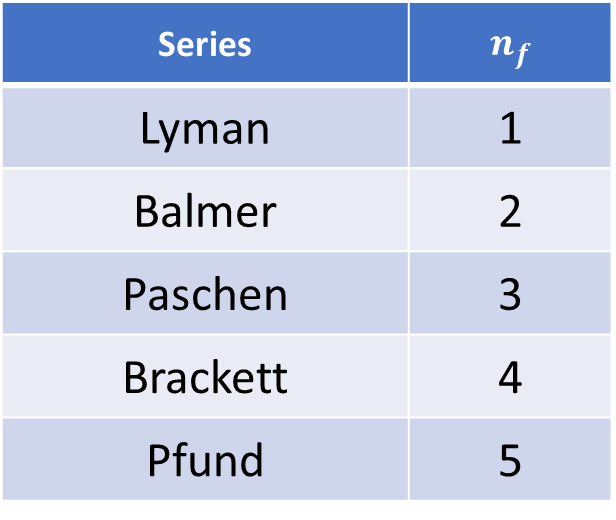 Series n_f
Lyman 1
Balmer 2
Paschen 3
Brackett 4
Pfund 5